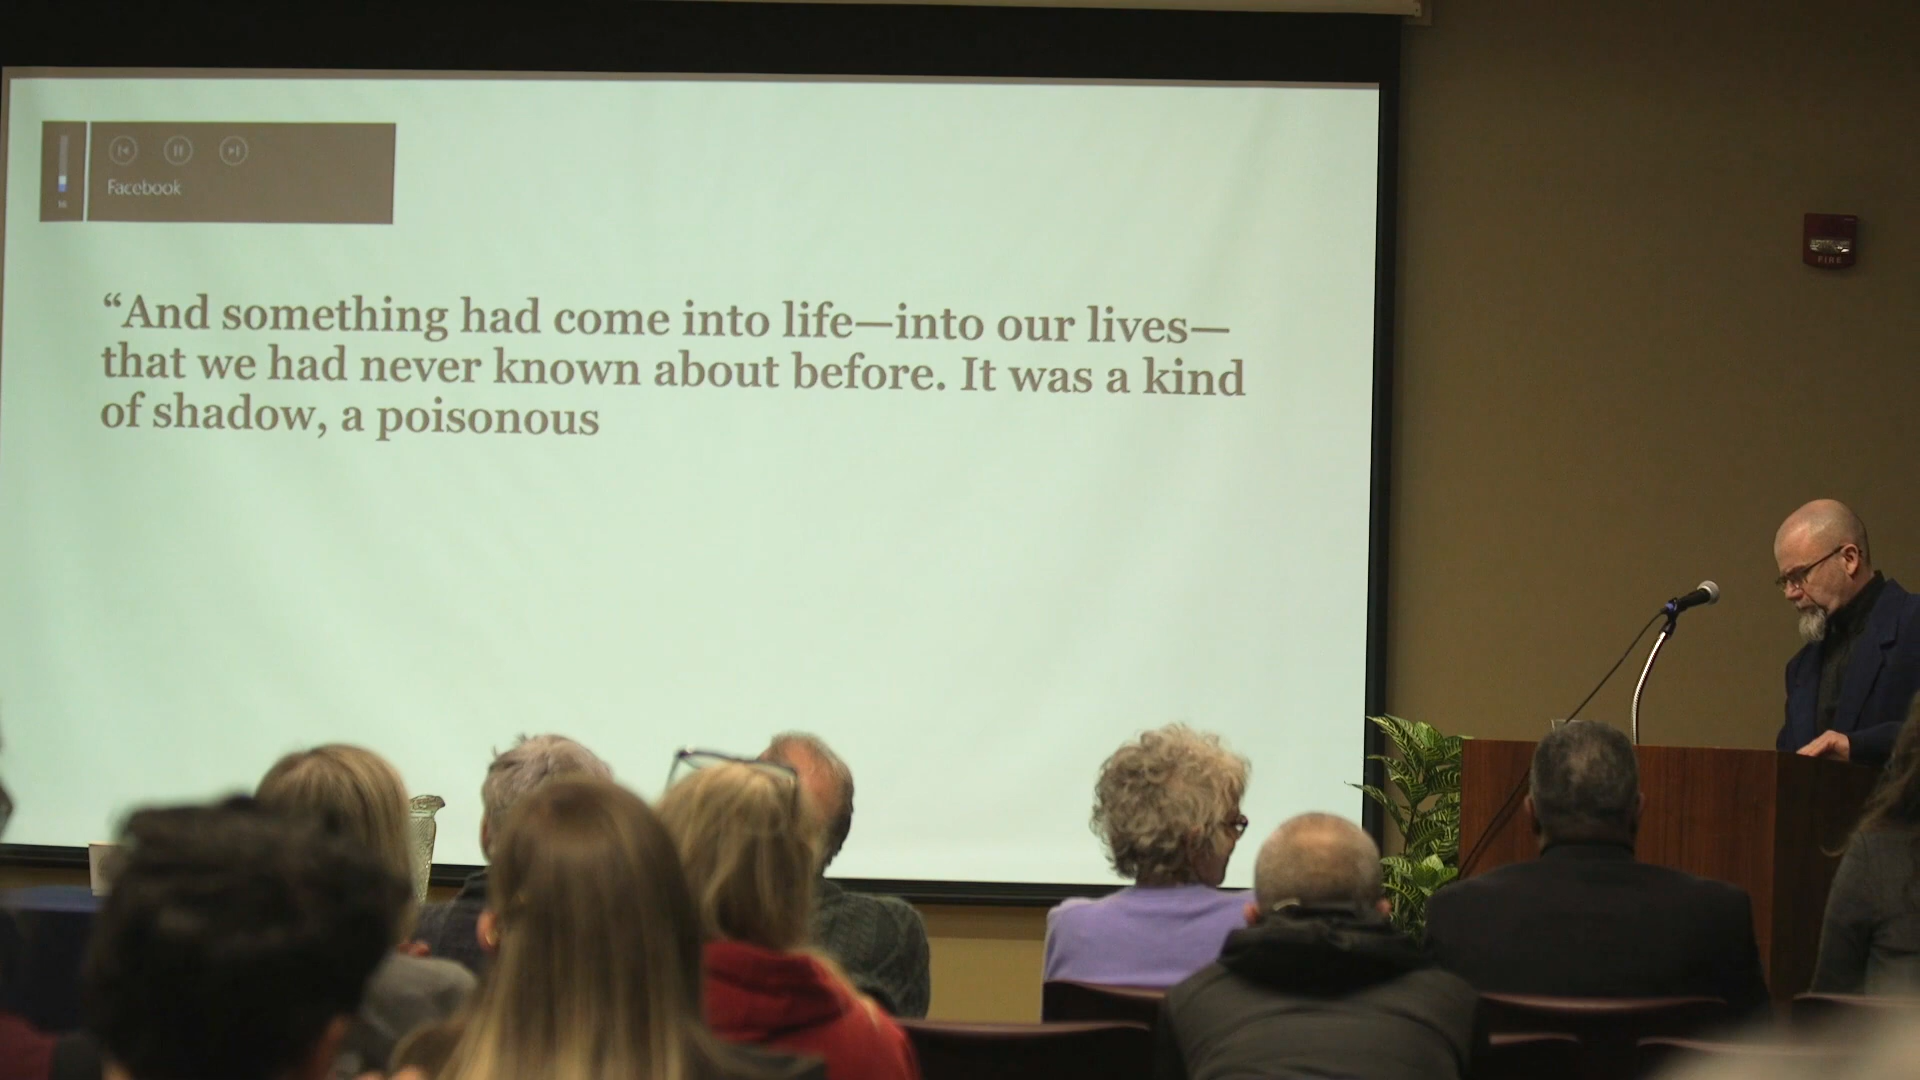 Facebook
“And something had come into life—into our lives—
that we had never known about before. It was a kind
of shadow, a poisonous
FIRE